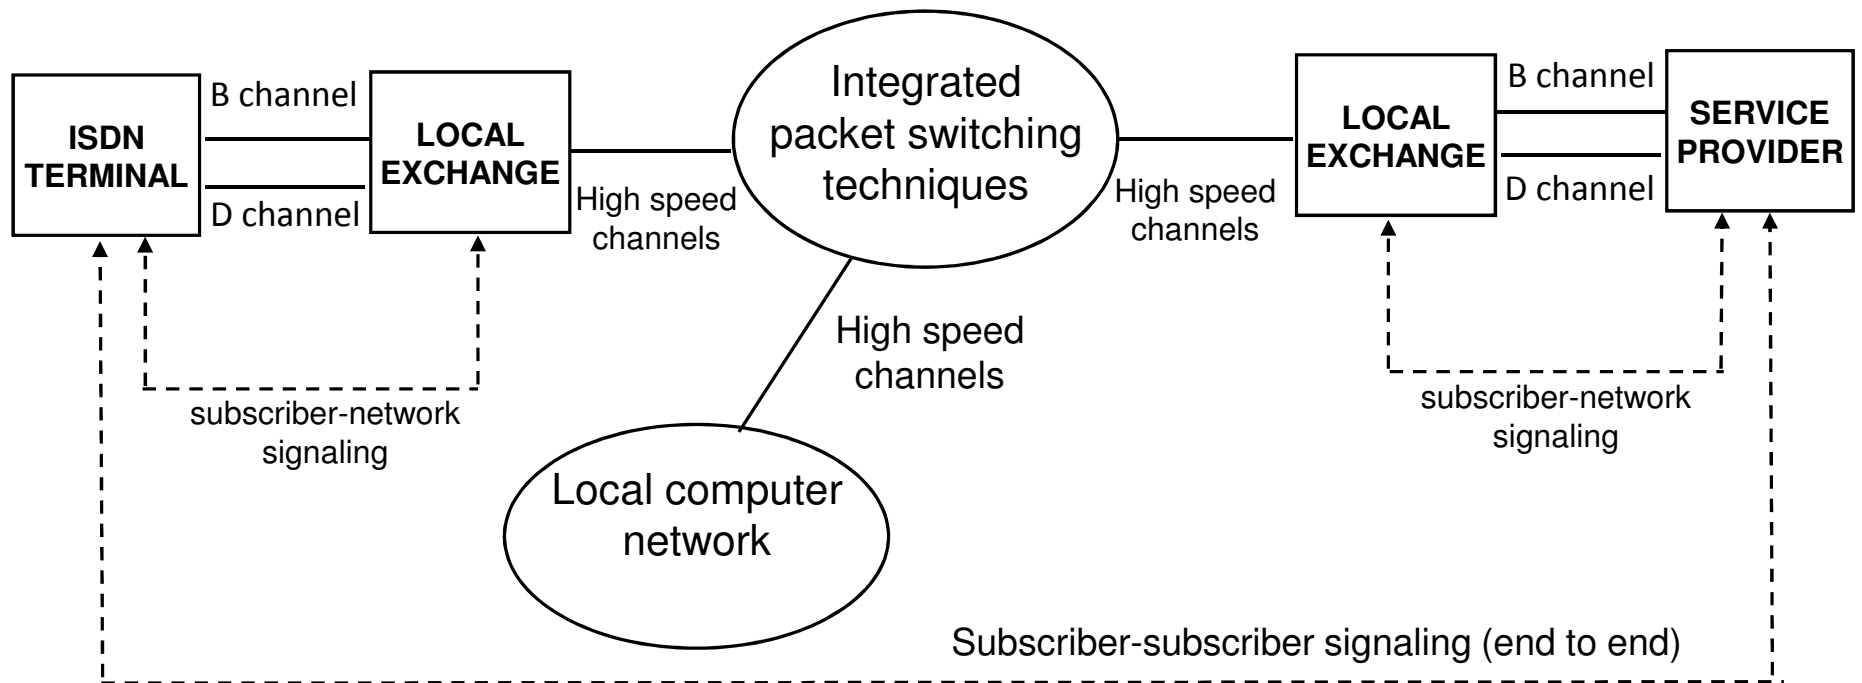 ISDN
TERMINAL
B channel
D channel
LOCAL
EXCHANGE
High speed
channels
Integrated
packet switching
techniques
High speed
channels
LOCAL
EXCHANGE
B channel
D channel
SERVICE
PROVIDER
High speed
channels
subscriber-network
signaling
subscriber-network
signaling
Local computer
network
Subscriber-subscriber signaling (end to end)